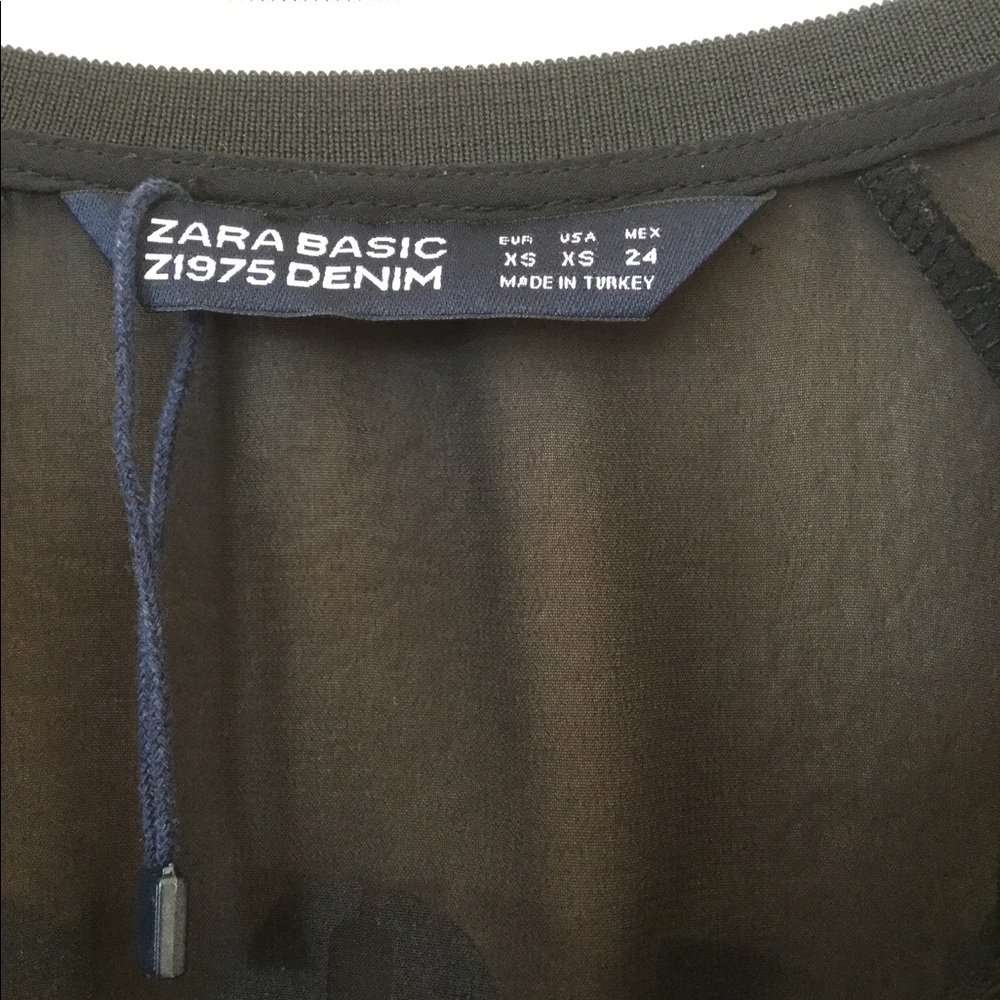 ZARA BASIC
Z1975 DENIM
EUR USA MEX
XS XS 24
MADE IN TURKEY